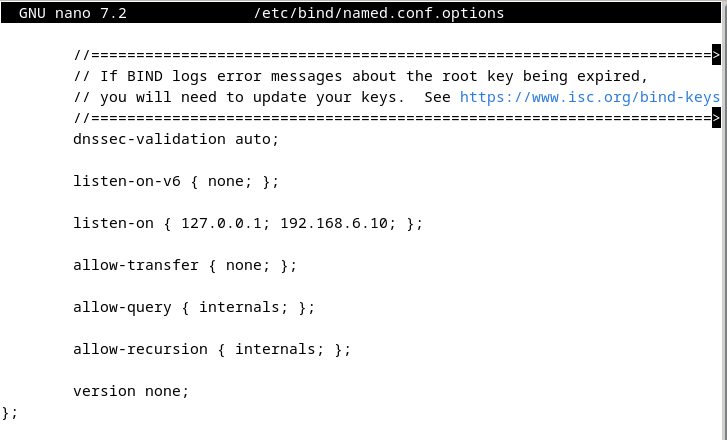 GNU nano 7.2 /etc/bind/named.conf.options
//=====================================================================>
// If BIND logs error messages about the root key being expired,
// you will need to update your keys.  See https://www.isc.org/bind-keys
//=====================================================================>
dnssec-validation auto;
listen-on-v6 { none; };
listen-on { 127.0.0.1; 192.168.6.10; };
allow-transfer { none; };
allow-query { internals; };
allow-recursion { internals; };
version none;
};